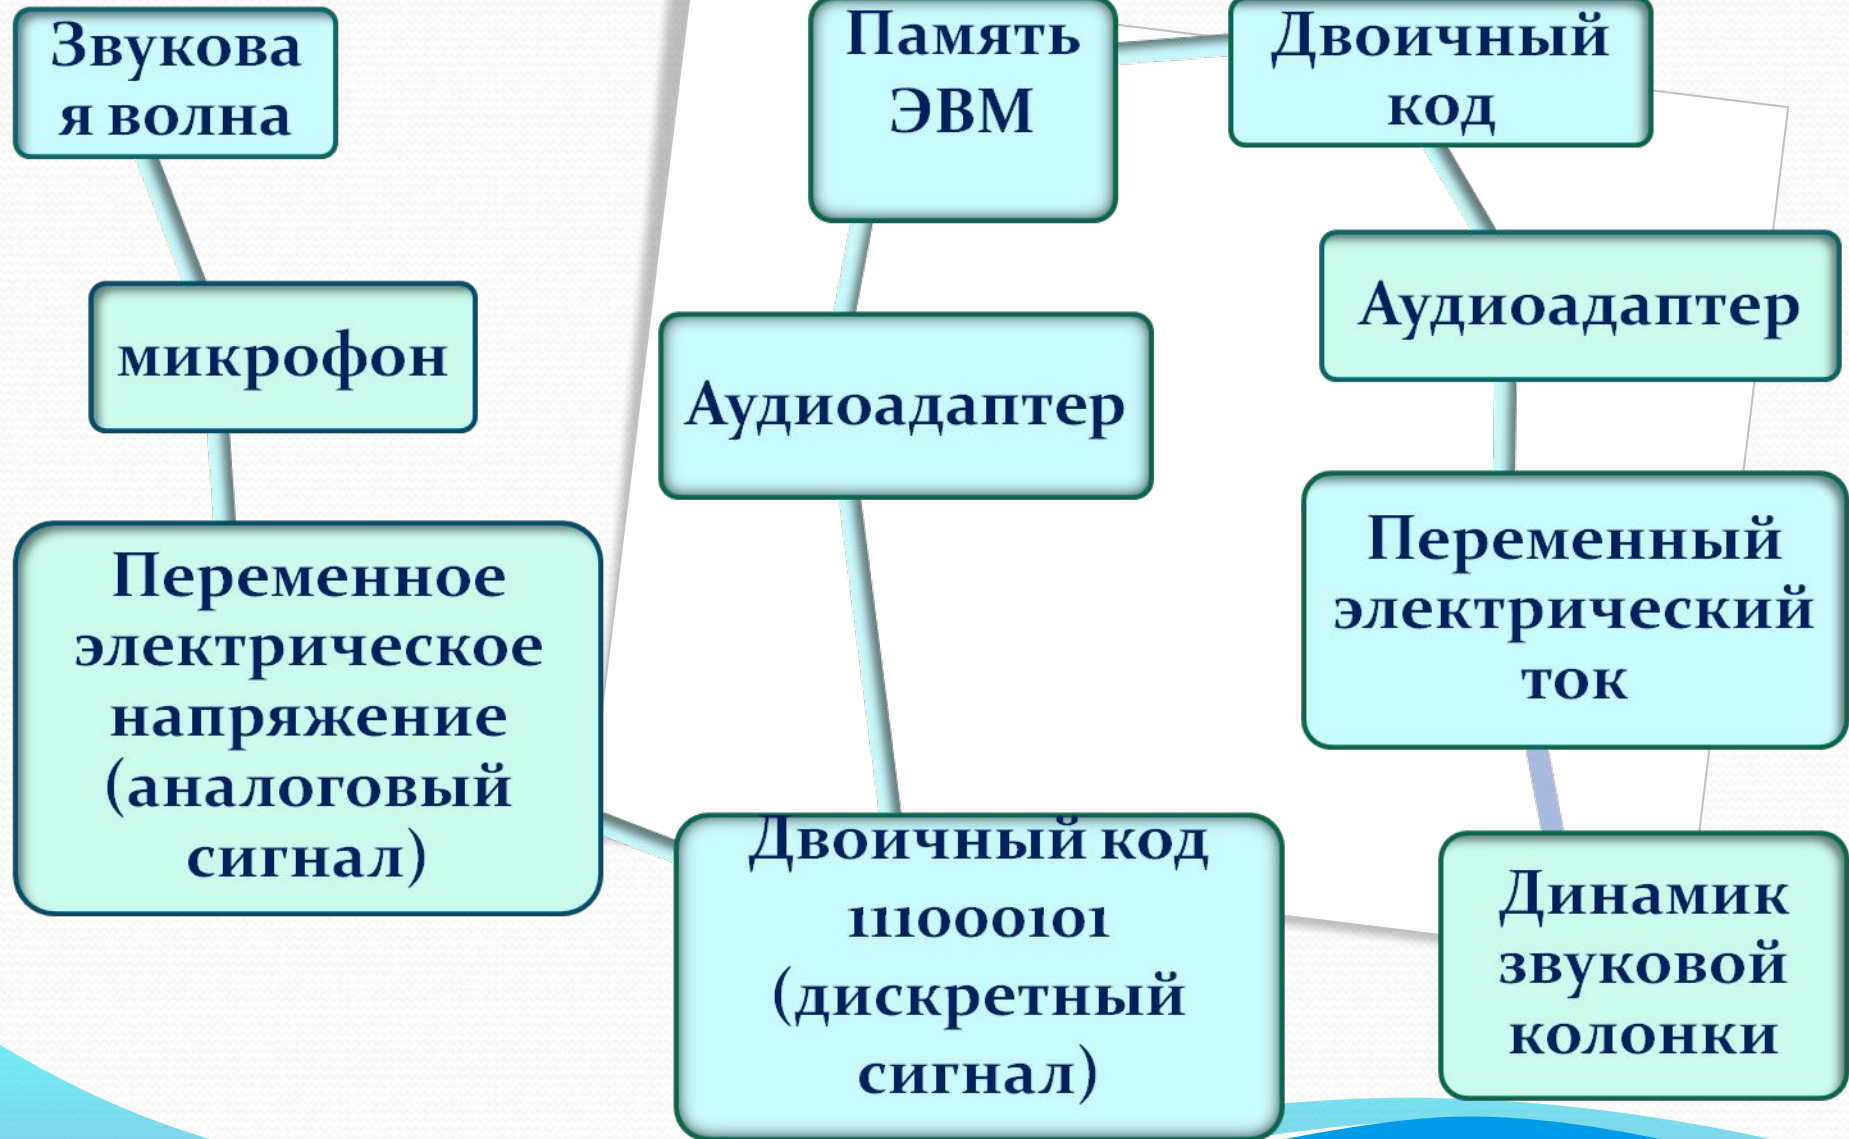 Звукова
я волна
микрофон
Переменное
электрическое
напряжение
(аналоговый
сигнал)
Память
ЭВМ
Аудиоадаптер
Двоичный код
111000101
(дискретный
сигнал)
Двоичный
код
Аудиоадаптер
Переменный
электрический
ток
Динамик
звуковой
колонки